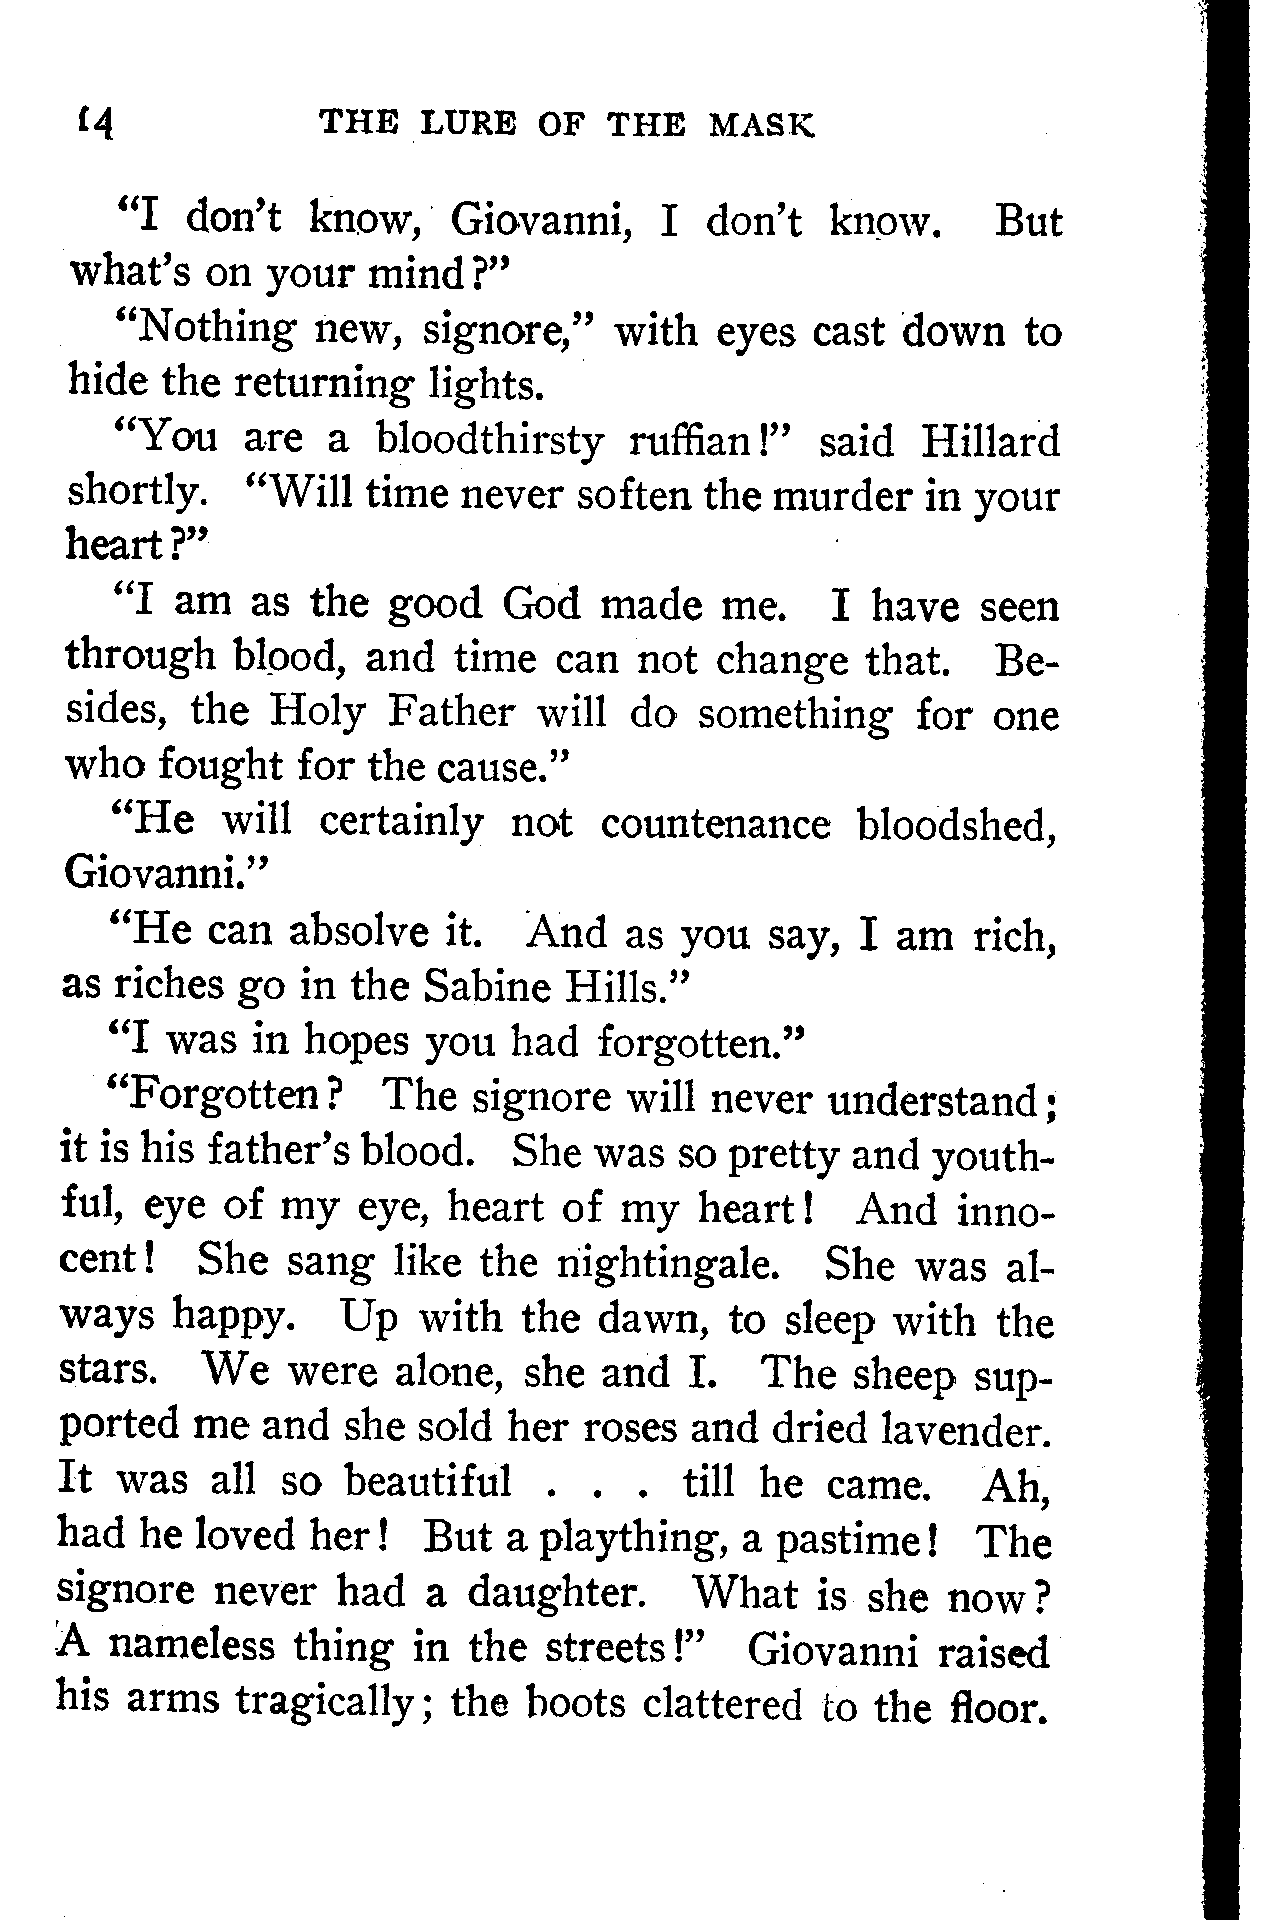 14 THE LURE OF THE MASK
“I don’t know, Giovanni, I don’t know. But
what’s on your mind?”
“Nothing new, signore,” with eyes cast down to
hide the returning lights.
“You are a bloodthirsty ruffian!” said Hillard
shortly. “Will time never soften the murder in your
heart?”
“I am as the good God made me. I have seen
through blood, and time can not change that. Be-
sides, the Holy Father will do something for one
who fought for the cause.”
“He will certainly not countenance bloodshed,
Giovanni.”
“He can absolve it. And as you say, I am rich,
as riches go in the Sabine Hills.”
“I was in hopes you had forgotten.”
“Forgotten? The signore will never understand;
it is his father’s blood. She was so pretty and youth-
ful, eye of my eye, heart of my heart! And inno-
cent! She sang like the nightingale. She was al-
ways happy. Up with the dawn, to sleep with the
stars. We were alone, she and I. The sheep sup-
ported me and she sold her roses and dried lavender.
It was all so beautiful . . . till he came. Ah,
had he loved her! But a plaything, a pastime! The
signore never had a daughter. What is she now?
A nameless thing in the streets!” Giovanni raised
his arms tragically; the boots clattered to the floor.